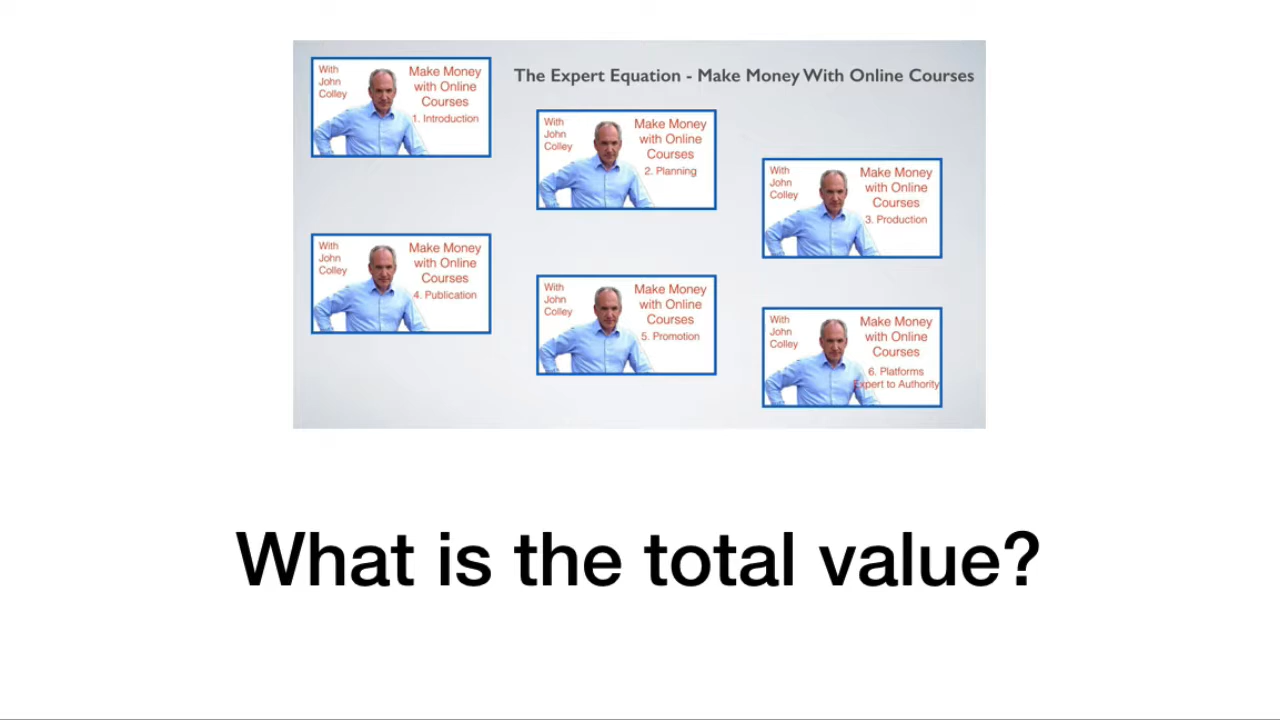 The Expert Equation - Make Money With Online Courses
With
John
Colley
Make Money
with Online
Courses
1. Introduction
With
John
Colley
Make Money
with Online
Courses
2. Planning
With
John
Colley
Make Money
with Online
Courses
3. Production
With
John
Colley
Make Money
with Online
Courses
4. Publication
With
John
Colley
Make Money
with Online
Courses
5. Promotion
With
John
Colley
Make Money
with Online
Courses
6. Platforms
Expert to Authority
What is the total value?